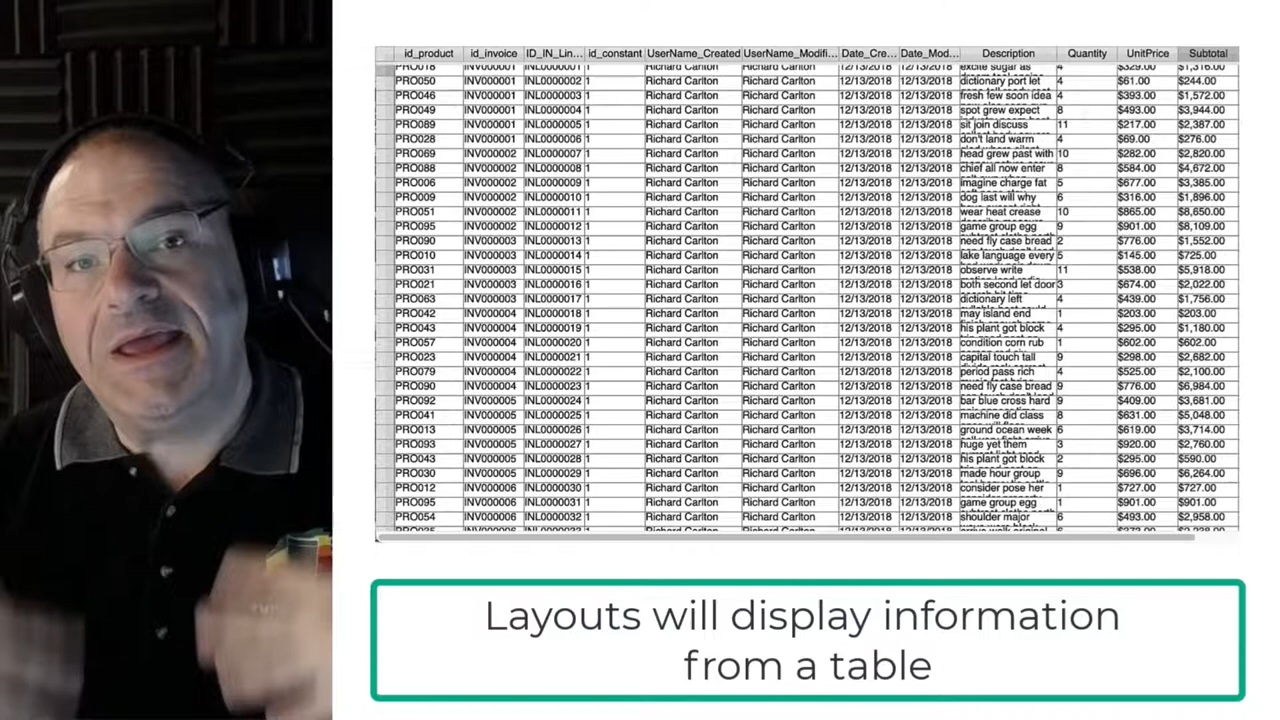 id_product id_invoice ID_IN_Lin... id_constant UserName_Created UserName_Modifi... Date_Cre... Date_Mod... Description Quantity UnitPrice Subtotal
PRO018 INV000001 INL0000001 1 Richard Carlton Richard Carlton 12/13/2018 12/13/2018 excite sugar as 4 $329.00 $1,316.00
PRO050 INV000001 INL0000002 1 Richard Carlton Richard Carlton 12/13/2018 12/13/2018 dictionary port let 4 $61.00 $244.00
PRO046 INV000001 INL0000003 1 Richard Carlton Richard Carlton 12/13/2018 12/13/2018 fresh few soon idea 4 $393.00 $1,572.00
PRO049 INV000001 INL0000004 1 Richard Carlton Richard Carlton 12/13/2018 12/13/2018 spot grew expect 8 $493.00 $3,944.00
PRO089 INV000001 INL0000005 1 Richard Carlton Richard Carlton 12/13/2018 12/13/2018 sit join discuss 11 $217.00 $2,387.00
PRO028 INV000001 INL0000006 1 Richard Carlton Richard Carlton 12/13/2018 12/13/2018 don't land warm 4 $69.00 $276.00
PRO069 INV000002 INL0000007 1 Richard Carlton Richard Carlton 12/13/2018 12/13/2018 head grew past with 10 $282.00 $2,820.00
PRO088 INV000002 INL0000008 1 Richard Carlton Richard Carlton 12/13/2018 12/13/2018 chief all now enter 8 $584.00 $4,672.00
PRO006 INV000002 INL0000009 1 Richard Carlton Richard Carlton 12/13/2018 12/13/2018 imagine charge fat 5 $677.00 $3,385.00
PRO009 INV000002 INL0000010 1 Richard Carlton Richard Carlton 12/13/2018 12/13/2018 dog last will why 6 $316.00 $1,896.00
PRO051 INV000002 INL0000011 1 Richard Carlton Richard Carlton 12/13/2018 12/13/2018 wear heat crease 10 $865.00 $8,650.00
PRO095 INV000002 INL0000012 1 Richard Carlton Richard Carlton 12/13/2018 12/13/2018 game group egg 9 $901.00 $8,109.00
PRO090 INV000003 INL0000013 1 Richard Carlton Richard Carlton 12/13/2018 12/13/2018 need fly case bread 2 $776.00 $1,552.00
PRO010 INV000003 INL0000014 1 Richard Carlton Richard Carlton 12/13/2018 12/13/2018 lake language every 5 $145.00 $725.00
PRO031 INV000003 INL0000015 1 Richard Carlton Richard Carlton 12/13/2018 12/13/2018 observe write 11 $538.00 $5,918.00
PRO021 INV000003 INL0000016 1 Richard Carlton Richard Carlton 12/13/2018 12/13/2018 both second let door 3 $674.00 $2,022.00
PRO063 INV000003 INL0000017 1 Richard Carlton Richard Carlton 12/13/2018 12/13/2018 dictionary left 4 $439.00 $1,756.00
PRO042 INV000004 INL0000018 1 Richard Carlton Richard Carlton 12/13/2018 12/13/2018 may island end 1 $203.00 $203.00
PRO043 INV000004 INL0000019 1 Richard Carlton Richard Carlton 12/13/2018 12/13/2018 his plant got block 4 $295.00 $1,180.00
PRO057 INV000004 INL0000020 1 Richard Carlton Richard Carlton 12/13/2018 12/13/2018 condition corn rub 1 $602.00 $602.00
PRO023 INV000004 INL0000021 1 Richard Carlton Richard Carlton 12/13/2018 12/13/2018 capital touch tall 9 $298.00 $2,682.00
PRO079 INV000004 INL0000022 1 Richard Carlton Richard Carlton 12/13/2018 12/13/2018 period pass rich 4 $525.00 $2,100.00
PRO090 INV000004 INL0000023 1 Richard Carlton Richard Carlton 12/13/2018 12/13/2018 need fly case bread 9 $776.00 $6,984.00
PRO092 INV000005 INL0000024 1 Richard Carlton Richard Carlton 12/13/2018 12/13/2018 bar blue cross hard 9 $409.00 $3,681.00
PRO041 INV000005 INL0000025 1 Richard Carlton Richard Carlton 12/13/2018 12/13/2018 machine did class 8 $631.00 $5,048.00
PRO013 INV000005 INL0000026 1 Richard Carlton Richard Carlton 12/13/2018 12/13/2018 ground ocean week 6 $619.00 $3,714.00
PRO093 INV000005 INL0000027 1 Richard Carlton Richard Carlton 12/13/2018 12/13/2018 huge yet them 3 $920.00 $2,760.00
PRO043 INV000005 INL0000028 1 Richard Carlton Richard Carlton 12/13/2018 12/13/2018 his plant got block 2 $295.00 $590.00
PRO030 INV000005 INL0000029 1 Richard Carlton Richard Carlton 12/13/2018 12/13/2018 made hour group 9 $696.00 $6,264.00
PRO012 INV000006 INL0000030 1 Richard Carlton Richard Carlton 12/13/2018 12/13/2018 consider pose her 1 $727.00 $727.00
PRO095 INV000006 INL0000031 1 Richard Carlton Richard Carlton 12/13/2018 12/13/2018 game group egg 1 $901.00 $901.00
PRO054 INV000006 INL0000032 1 Richard Carlton Richard Carlton 12/13/2018 12/13/2018 shoulder major 6 $493.00 $2,958.00
Layouts will display information
from a table